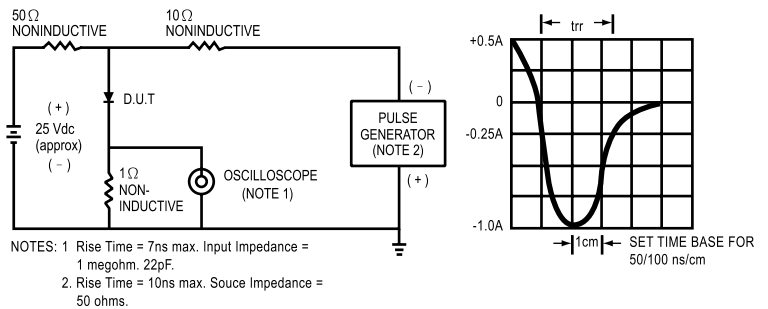 50Ω
NONINDUCTIVE
10Ω
NONINDUCTIVE
D.U.T
(+)
25 Vdc
(approx)
(−)
1Ω
NON-
INDUCTIVE
OSCILLOSCOPE
(NOTE 1)
(−)
PULSE
GENERATOR
(NOTE 2)
(+)
NOTES: 1 Rise Time = 7ns max. Input Impedance =
1 megohm. 22pF.
2. Rise Time = 10ns max. Souce Impedance =
50 ohms.
trr
+0.5A
0
-0.25A
-1.0A
1cm
SET TIME BASE FOR
50/100 ns/cm